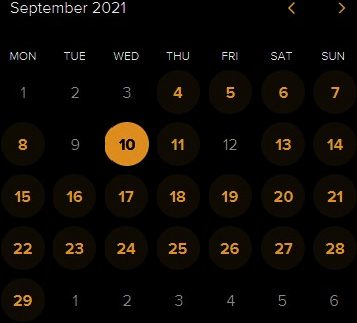 September 2021
MON TUE WED THU FRI SAT SUN
1 2 3 4 5 6 7
8 9 10 11 12 13 14
15 16 17 18 19 20 21
22 23 24 25 26 27 28
29 1 2 3 4 5 6